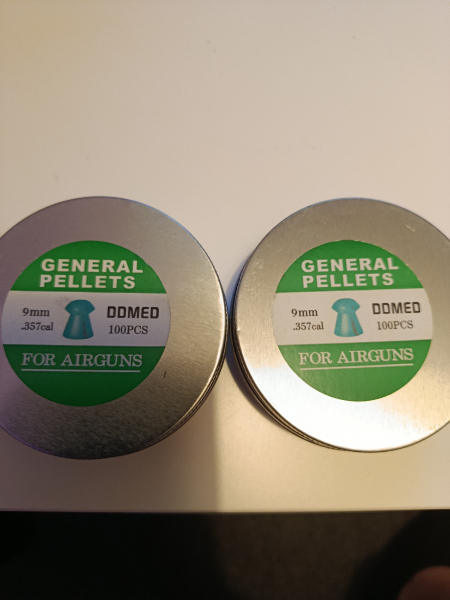 GENERAL
PELLETS
9mm
.357cal
DOMED
100PCS
FOR AIRGUNS
GENERAL
PELLETS
9mm
.357cal
DOMED
100PCS
FOR AIRGUNS